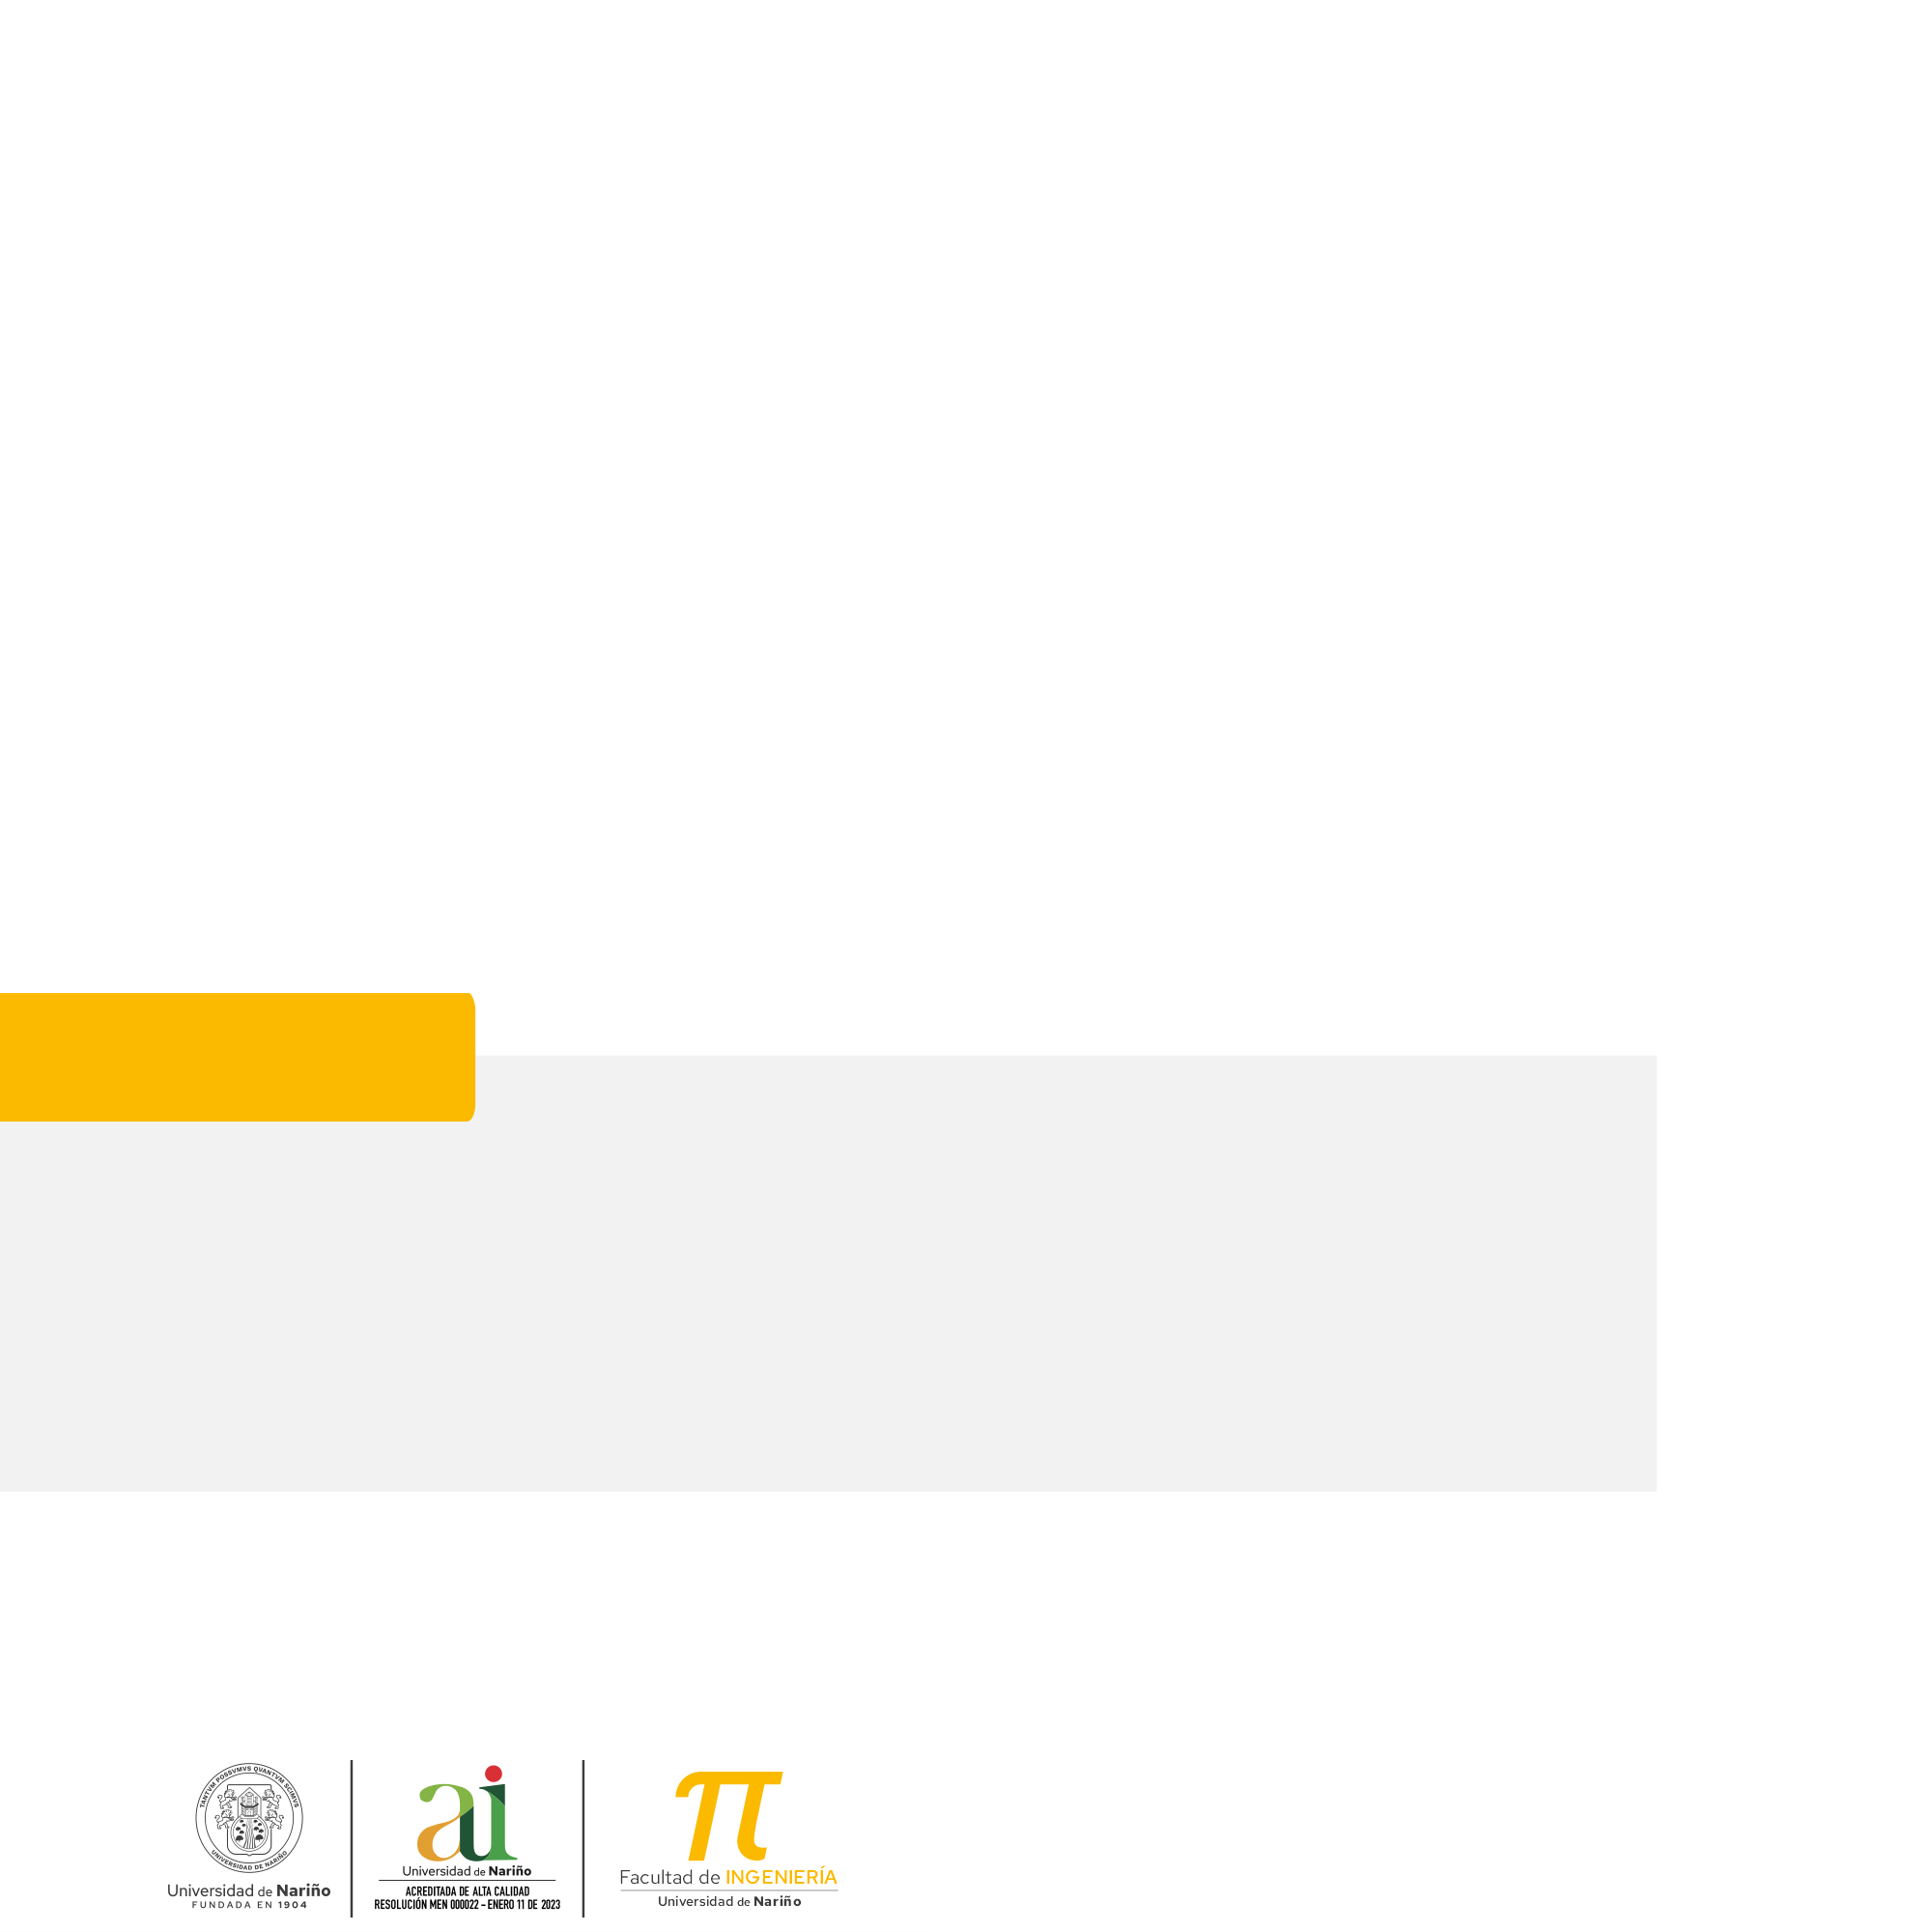 TANTVM POSSVMVS QVANTVM SCIMVS
UNIVERSIDAD DE NARIÑO
Universidad de Nariño
FUNDADA EN 1904
ai
Universidad de Nariño
ACREDITADA DE ALTA CALIDAD
RESOLUCIÓN MEN 000022 – ENERO 11 DE 2023
π
Facultad de INGENIERÍA
Universidad de Nariño